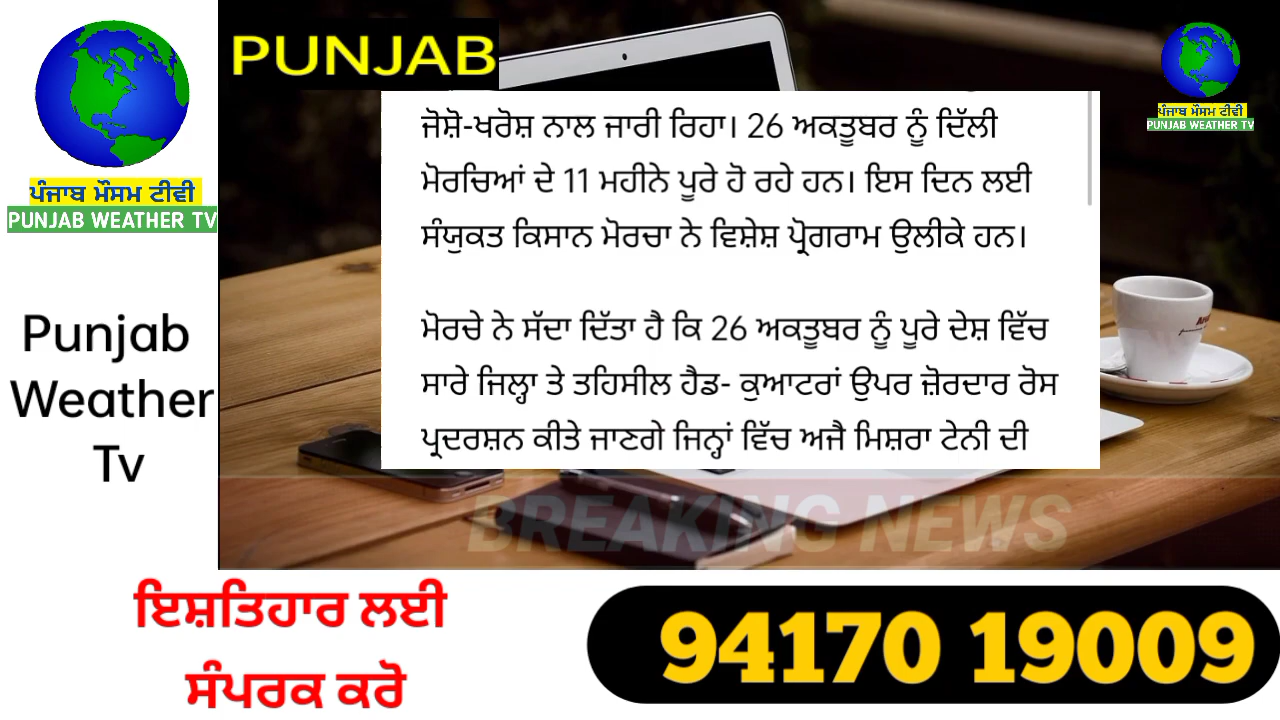 PUNJAB
ਪੰਜਾਬ ਮੌਸਮ ਟੀਵੀ
PUNJAB WEATHER TV
ਪੰਜਾਬ ਮੌਸਮ ਟੀਵੀ
PUNJAB WEATHER TV
Punjab
Weather
Tv
ਜੋਸ਼ੋ-ਖਰੋਸ਼ ਨਾਲ ਜਾਰੀ ਰਿਹਾ। 26 ਅਕਤੂਬਰ ਨੂੰ ਦਿੱਲੀ
ਮੋਰਚਿਆਂ ਦੇ 11 ਮਹੀਨੇ ਪੂਰੇ ਹੋ ਰਹੇ ਹਨ। ਇਸ ਦਿਨ ਲਈ
ਸੰਯੁਕਤ ਕਿਸਾਨ ਮੋਰਚਾ ਨੇ ਵਿਸ਼ੇਸ਼ ਪ੍ਰੋਗਰਾਮ ਉਲੀਕੇ ਹਨ।
ਮੋਰਚੇ ਨੇ ਸੱਦਾ ਦਿੱਤਾ ਹੈ ਕਿ 26 ਅਕਤੂਬਰ ਨੂੰ ਪੂਰੇ ਦੇਸ਼ ਵਿੱਚ
ਸਾਰੇ ਜਿਲ੍ਹਾ ਤੇ ਤਹਿਸੀਲ ਹੈਡ- ਕੁਆਟਰਾਂ ਉਪਰ ਜ਼ੋਰਦਾਰ ਰੋਸ
ਪ੍ਰਦਰਸ਼ਨ ਕੀਤੇ ਜਾਣਗੇ ਜਿਨ੍ਹਾਂ ਵਿੱਚ ਅਜੈ ਮਿਸ਼ਰਾ ਟੇਨੀ ਦੀ
BREAKING NEWS
ਇਸ਼ਤਿਹਾਰ ਲਈ
ਸੰਪਰਕ ਕਰੋ
94170 19009